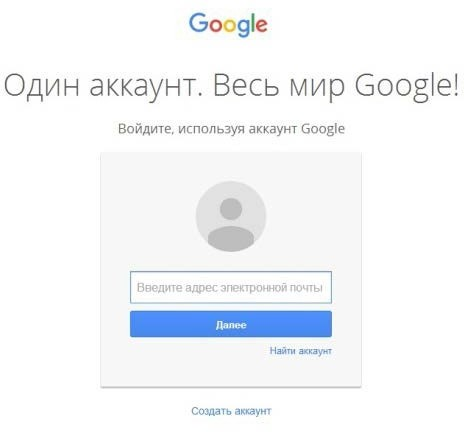 Google
Один аккаунт. Весь мир Google!
Войдите, используя аккаунт Google
Введите адрес электронной почты
Далее
Найти аккаунт
Создать аккаунт